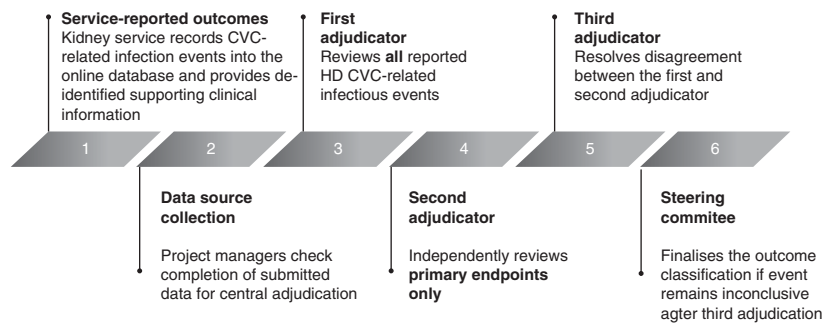 Service-reported outcomes
Kidney service records CVC-
related infection events into the
online database and provides de-
identified supporting clinical
information
First
adjudicator
Reviews all reported
HD CVC-related
infectious events
Third
adjudicator
Resolves disagreement
between the first and
second adjudicator
1
2
3
4
5
6
Data source
collection
Project managers check
completion of submitted
data for central adjudication
Second
adjudicator
Independently reviews
primary endpoints
only
Steering
commitee
Finalises the outcome
classification if event
remains inconclusive
agter third adjudication